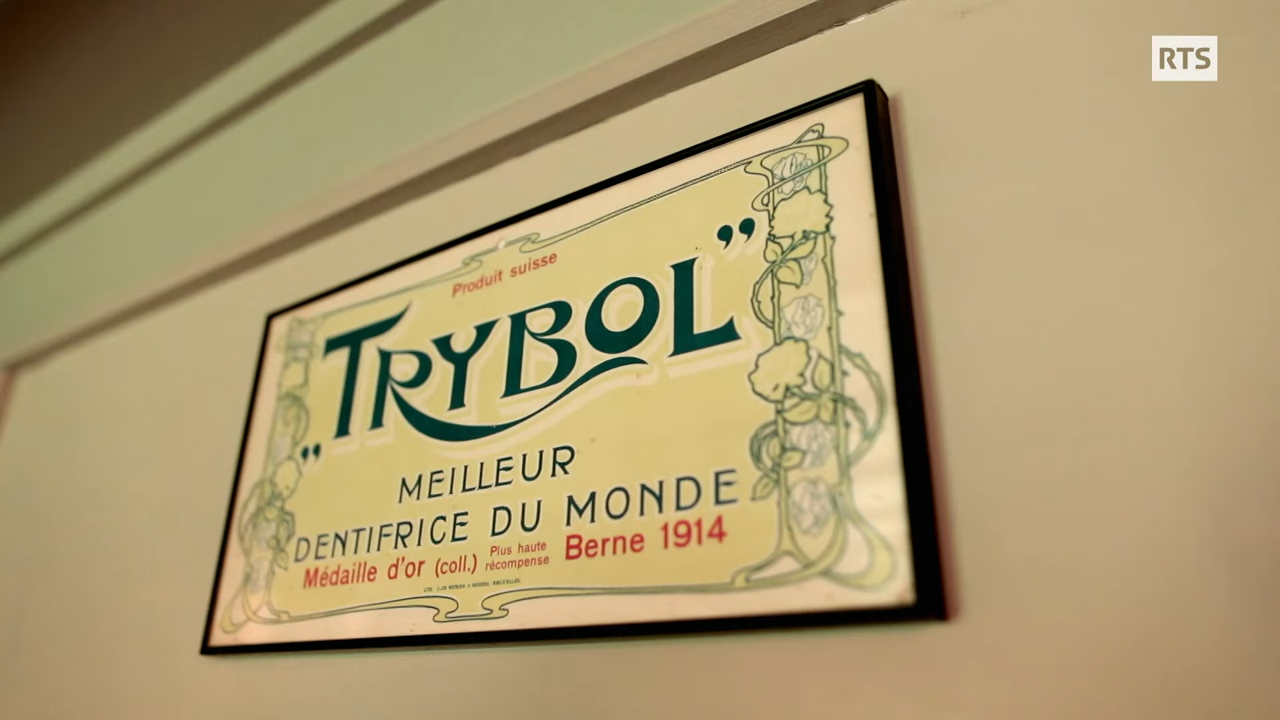 RTS
Produit suisse
„TRYBOL”
MEILLEUR
DENTIFRICE DU MONDE
Médaille d'or (coll.) Plus haute récompense Berne 1914